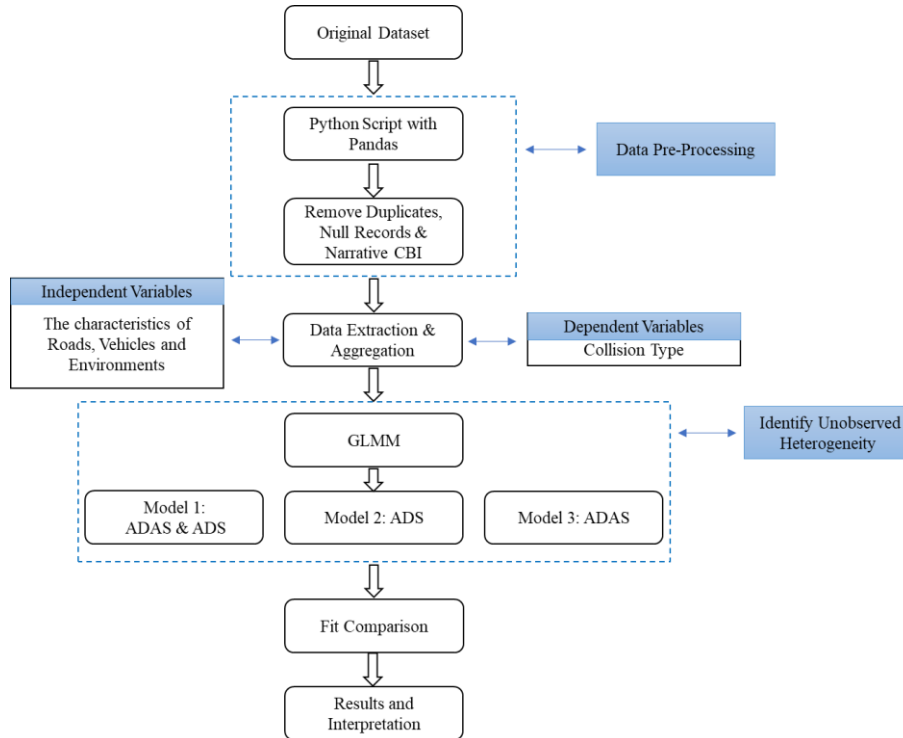 Original Dataset
Python Script with
Pandas
Data Pre-Processing
Remove Duplicates,
Null Records &
Narrative CBI
Independent Variables
The characteristics of
Roads, Vehicles and
Environments
Data Extraction &
Aggregation
Dependent Variables
Collision Type
GLMM
Identify Unobserved
Heterogeneity
Model 1:
ADAS & ADS
Model 2: ADS
Model 3: ADAS
Fit Comparison
Results and
Interpretation